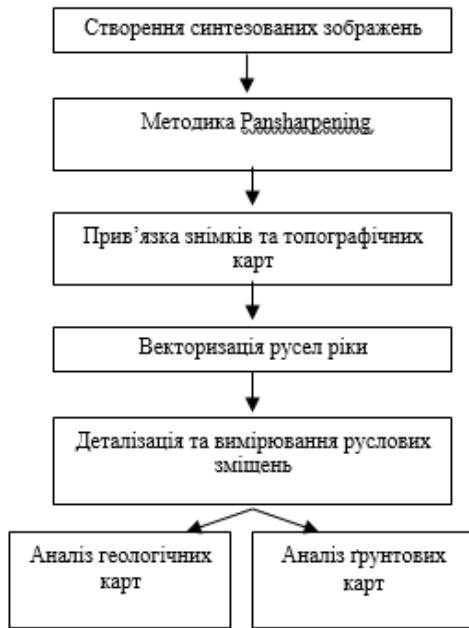 Створення синтезованих зображень
Методика Pansharpening
Прив’язка знімків та топографічних
карт
Векторизація русел ріки
Деталізація та вимірювання руслових
зміщень
Аналіз геологічних
карт
Аналіз ґрунтових
карт